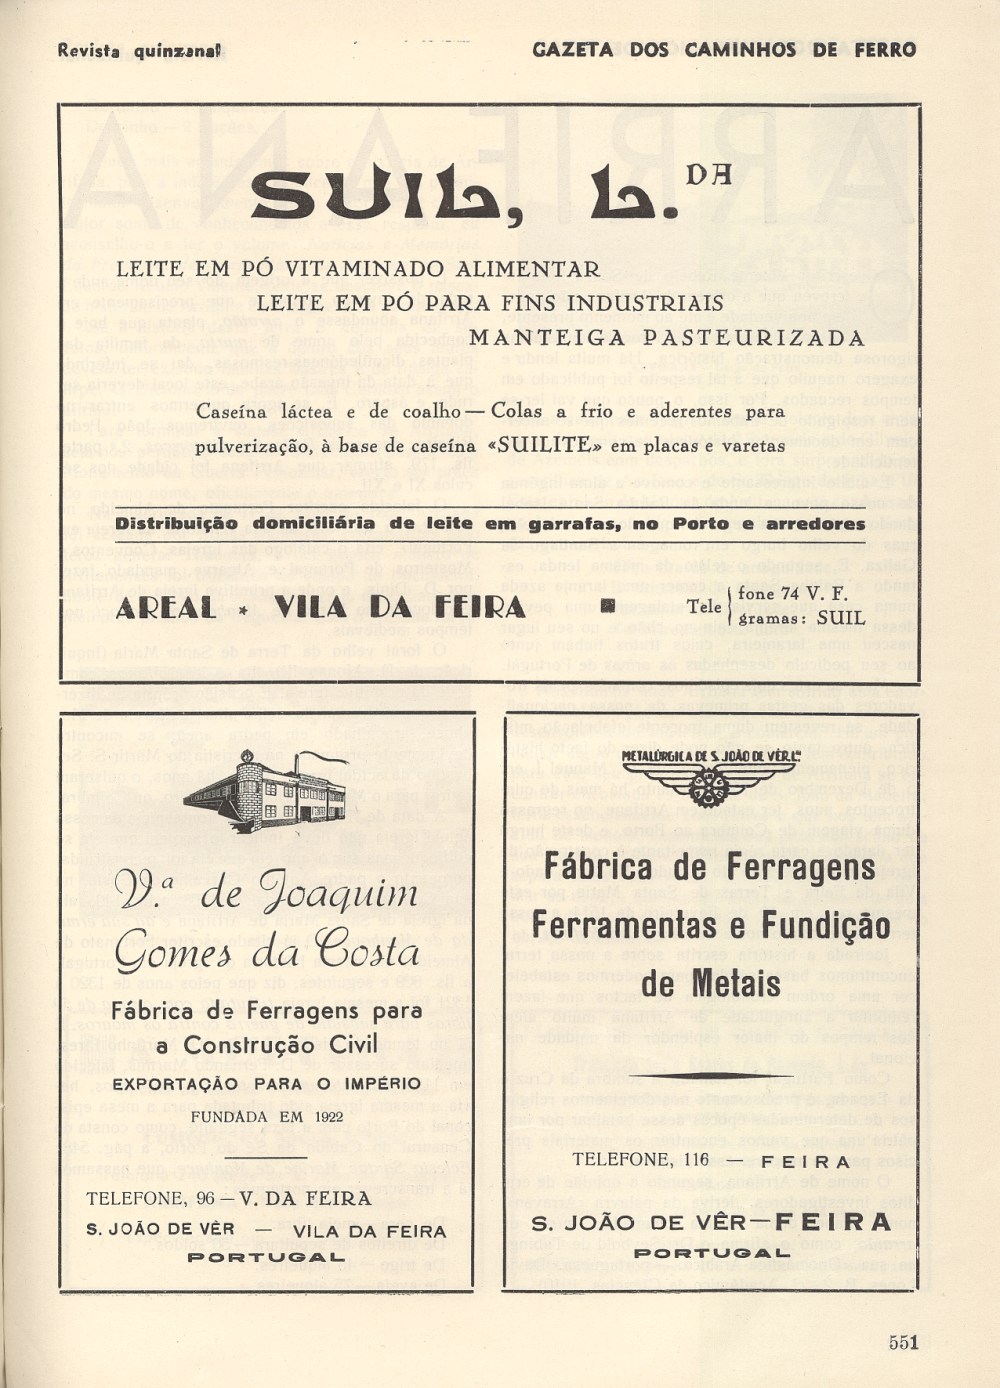 Revista quinzenal
GAZETA DOS CAMINHOS DE FERRO
SUIL, L.DA
LEITE EM PÓ VITAMINADO ALIMENTAR
LEITE EM PÓ PARA FINS INDUSTRIAIS
MANTEIGA PASTEURIZADA
Caseína láctea e de coalho — Colas a frio e aderentes para
pulverização, à base de caseína «SUILITE» em placas e varetas
Distribuição domiciliária de leite em garrafas, no Porto e arredores
AREAL * VILA DA FEIRA ■ Tele { fone 74 V. F.
gramas: SUIL
V.ª de Joaquim
Gomes da Costa
Fábrica de Ferragens para
a Construção Civil
EXPORTAÇÃO PARA O IMPÉRIO
FUNDADA EM 1922
TELEFONE, 96 — V. DA FEIRA
S. JOÃO DE VÊR — VILA DA FEIRA
PORTUGAL
METALÚRGICA DE S. JOÃO DE VÊR, L.DA
Fábrica de Ferragens
Ferramentas e Fundição
de Metais
TELEFONE, 116 — FEIRA
S. JOÃO DE VÊR — FEIRA
PORTUGAL
551